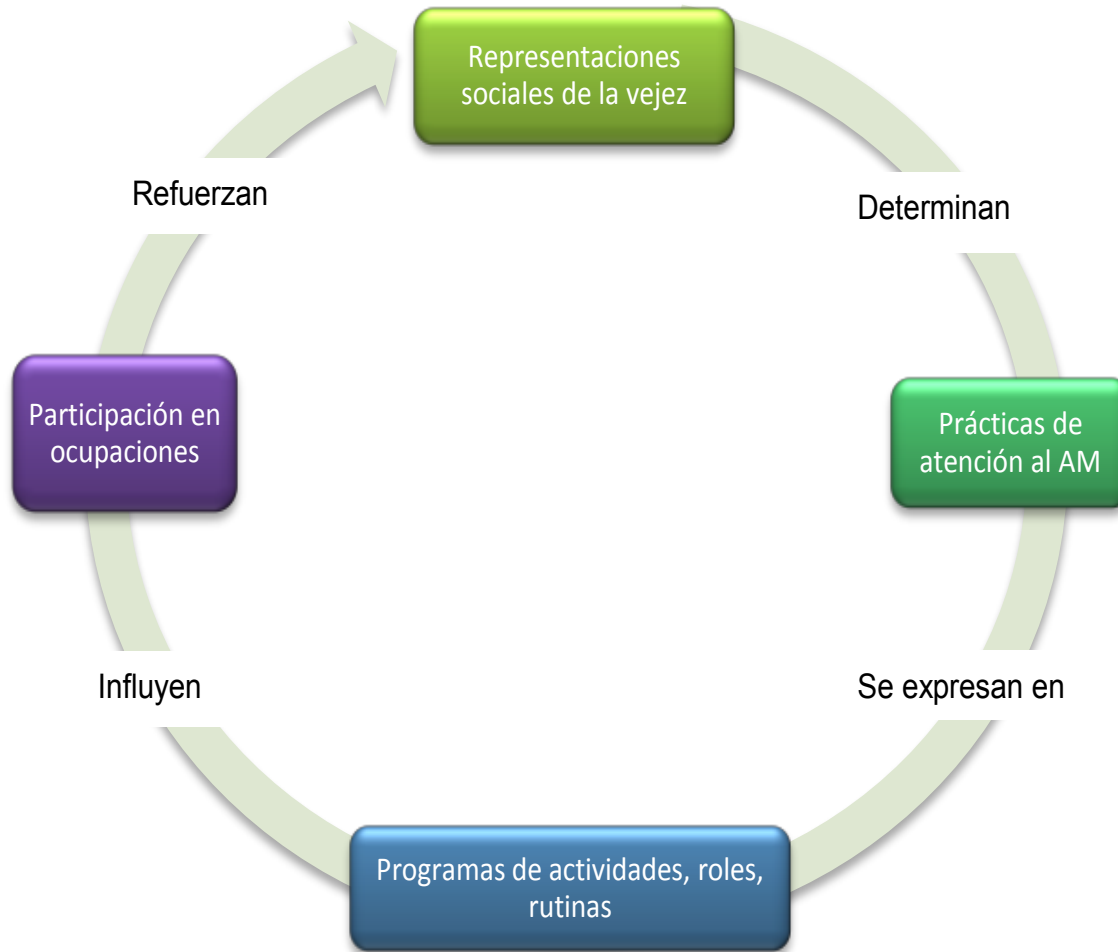 Representaciones
sociales de la vejez
Determinan
Prácticas de
atención al AM
Se expresan en
Programas de actividades, roles,
rutinas
Influyen
Participación en
ocupaciones
Refuerzan